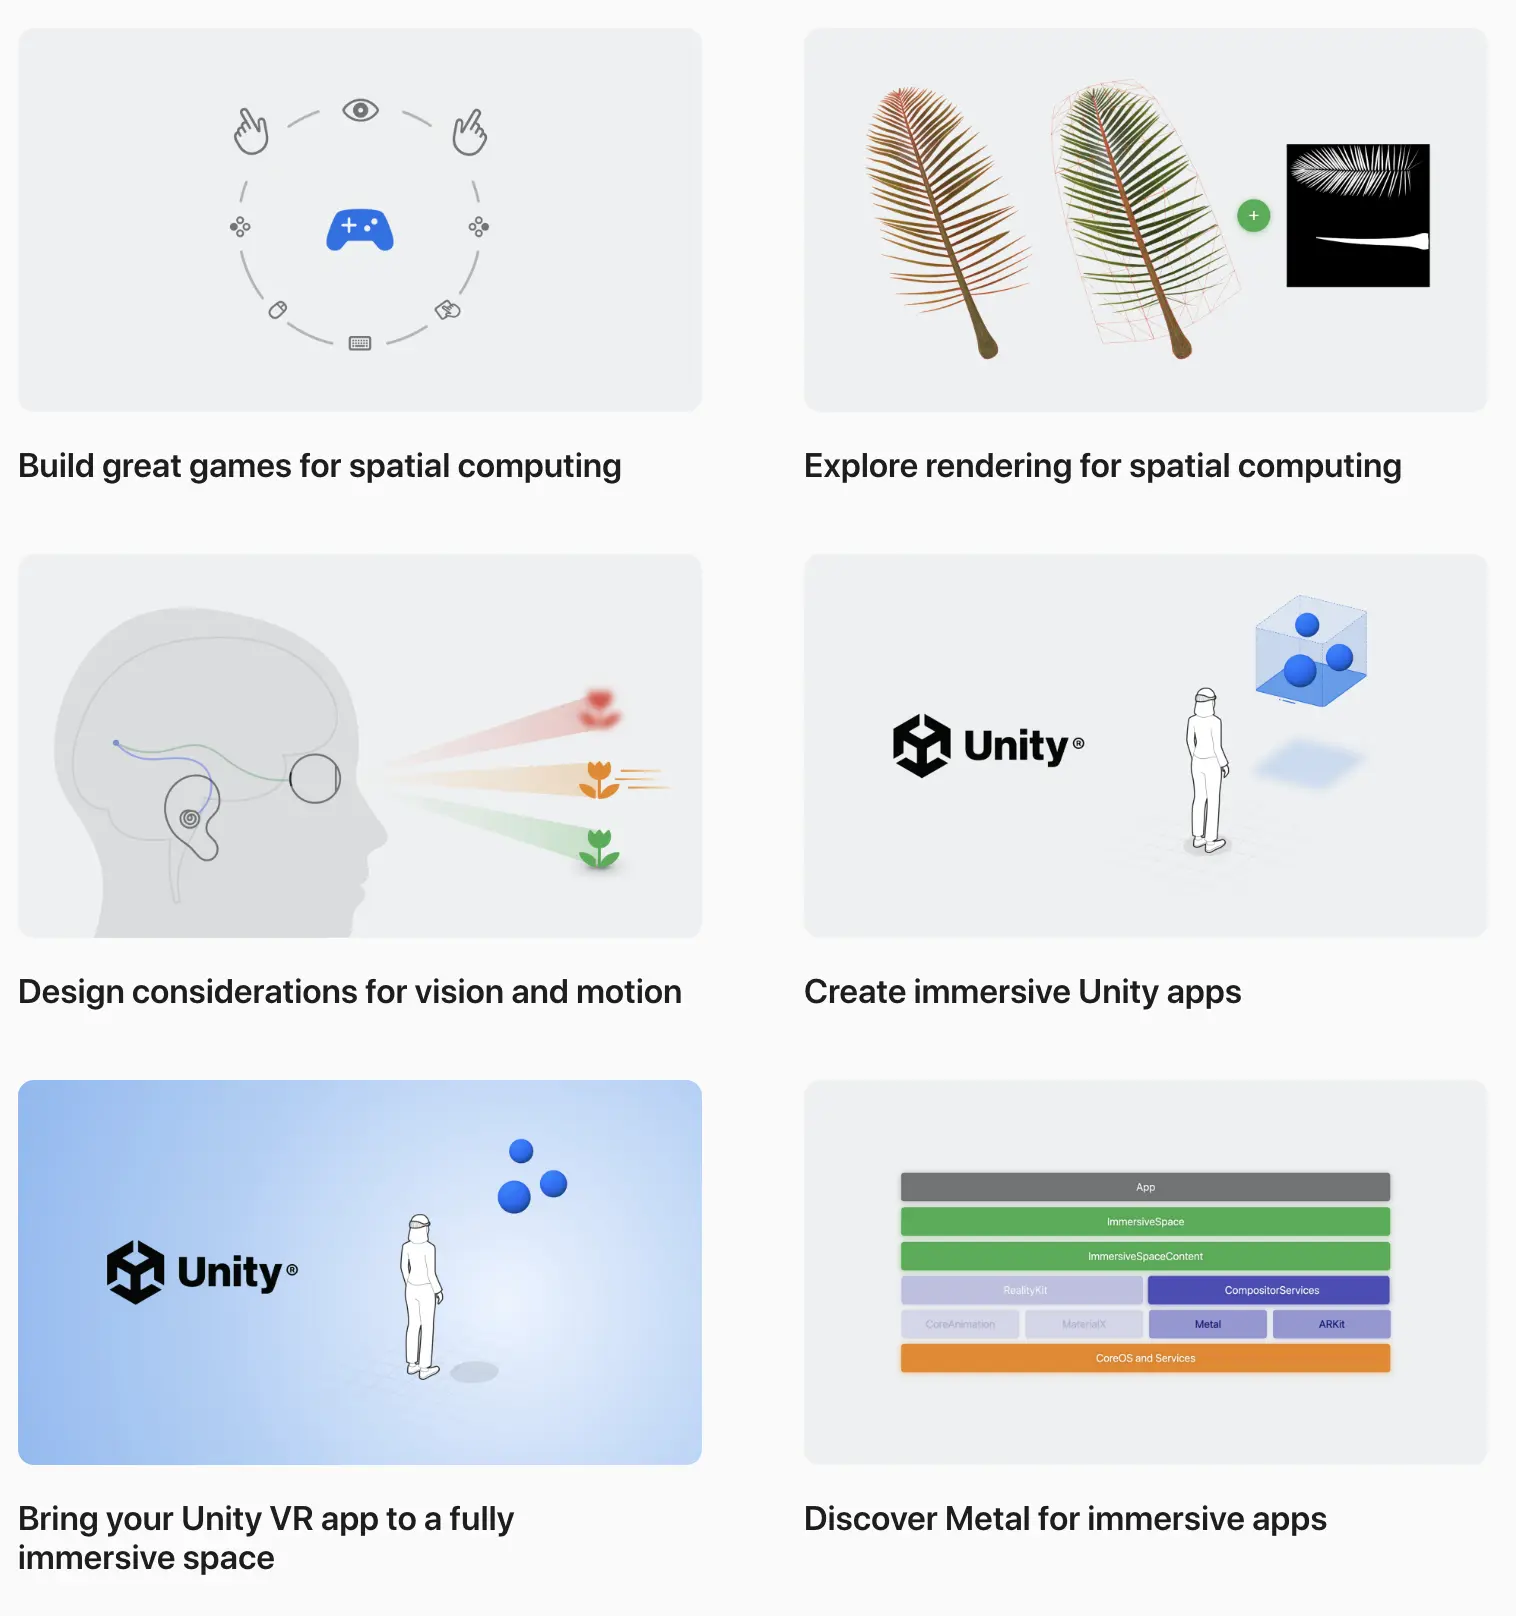 Build great games for spatial computing
Explore rendering for spatial computing
Unity®
Design considerations for vision and motion
Create immersive Unity apps
Unity®
App
ImmersiveSpace
ImmersiveSpaceContent
RealityKit
CompositorServices
CoreAnimation
MaterialX
Metal
ARKit
CoreOS and Services
Bring your Unity VR app to a fully
immersive space
Discover Metal for immersive apps